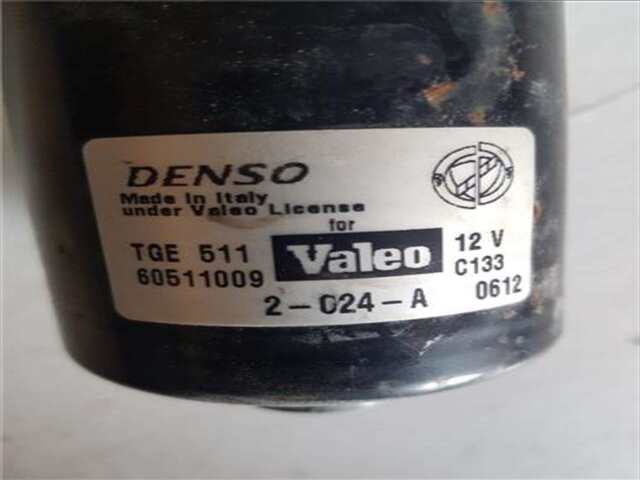 DENSO
Made in Italy
under Valeo License
for
TGE 511 Valeo 12 V
60511009 C133
2-024-A 0612